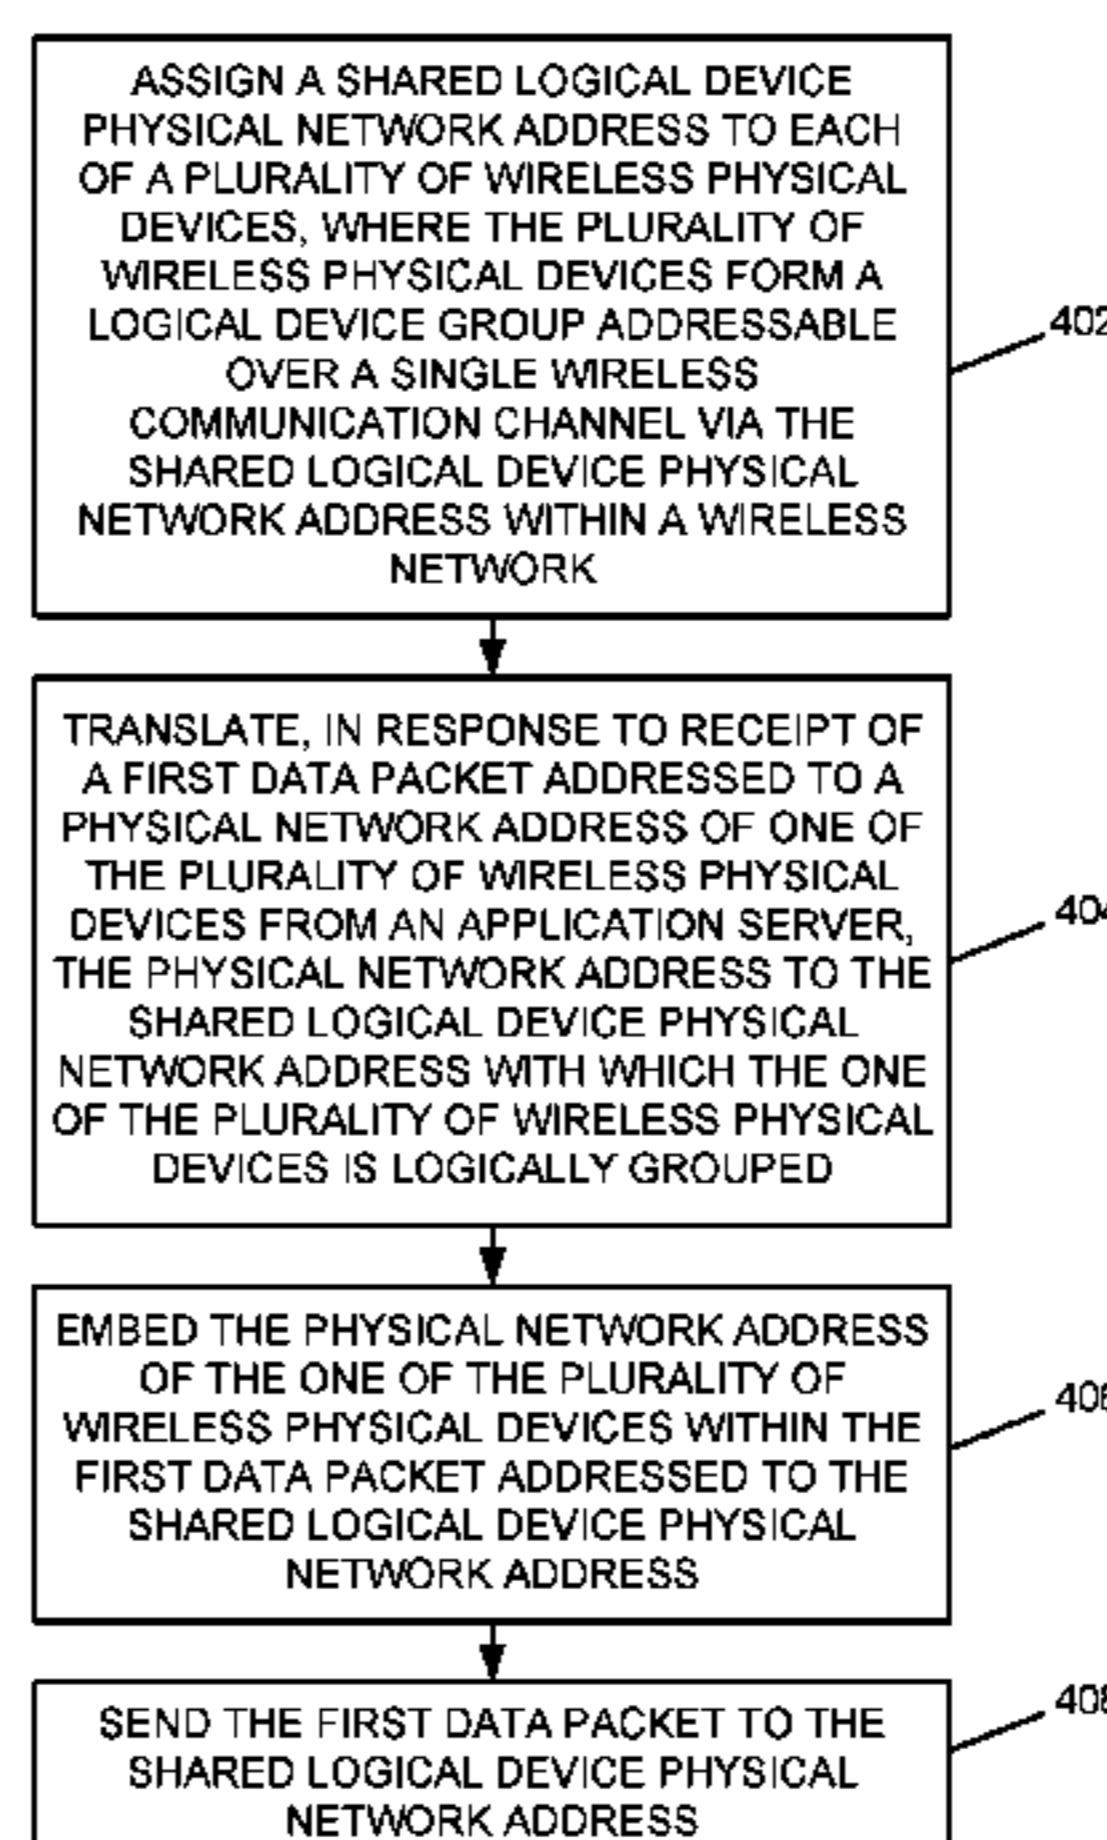 ASSIGN A SHARED LOGICAL DEVICE
PHYSICAL NETWORK ADDRESS TO EACH
OF A PLURALITY OF WIRELESS PHYSICAL
DEVICES, WHERE THE PLURALITY OF
WIRELESS PHYSICAL DEVICES FORM A
LOGICAL DEVICE GROUP ADDRESSABLE
OVER A SINGLE WIRELESS
COMMUNICATION CHANNEL VIA THE
SHARED LOGICAL DEVICE PHYSICAL
NETWORK ADDRESS WITHIN A WIRELESS
NETWORK
402
TRANSLATE, IN RESPONSE TO RECEIPT OF
A FIRST DATA PACKET ADDRESSED TO A
PHYSICAL NETWORK ADDRESS OF ONE OF
THE PLURALITY OF WIRELESS PHYSICAL
DEVICES FROM AN APPLICATION SERVER,
THE PHYSICAL NETWORK ADDRESS TO THE
SHARED LOGICAL DEVICE PHYSICAL
NETWORK ADDRESS WITH WHICH THE ONE
OF THE PLURALITY OF WIRELESS PHYSICAL
DEVICES IS LOGICALLY GROUPED
404
EMBED THE PHYSICAL NETWORK ADDRESS
OF THE ONE OF THE PLURALITY OF
WIRELESS PHYSICAL DEVICES WITHIN THE
FIRST DATA PACKET ADDRESSED TO THE
SHARED LOGICAL DEVICE PHYSICAL
NETWORK ADDRESS
406
SEND THE FIRST DATA PACKET TO THE
SHARED LOGICAL DEVICE PHYSICAL
NETWORK ADDRESS
408